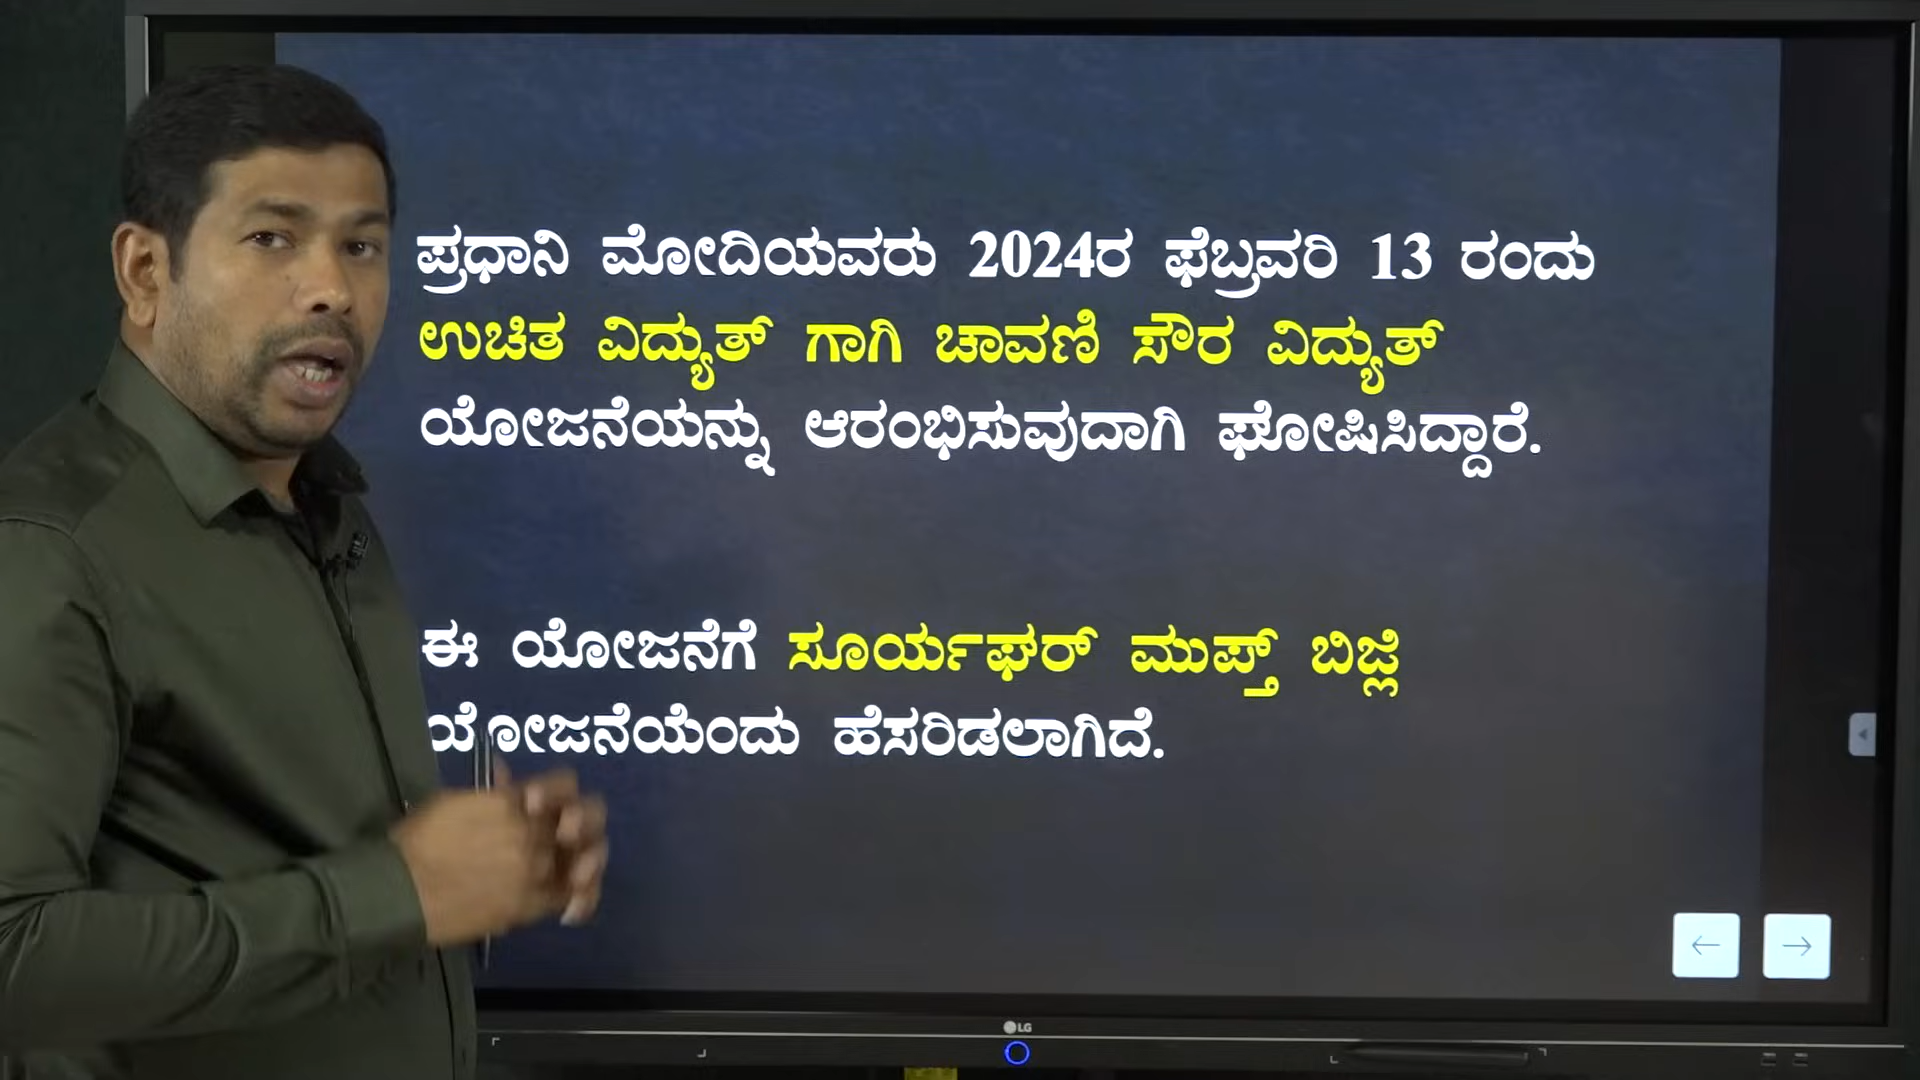 ಪ್ರಧಾನಿ ಮೋದಿಯವರು 2024ರ ಫೆಬ್ರವರಿ 13 ರಂದು
ಉಚಿತ ವಿದ್ಯುತ್ ಗಾಗಿ ಚಾವಣಿ ಸೌರ ವಿದ್ಯುತ್
ಯೋಜನೆಯನ್ನು ಆರಂಭಿಸುವುದಾಗಿ ಘೋಷಿಸಿದ್ದಾರೆ.
ಈ ಯೋಜನೆಗೆ ಸೂರ್ಯಘರ್ ಮುಪ್ತ್ ಬಿಜ್ಲಿ
ಯೋಜನೆಯೆಂದು ಹೆಸರಿಡಲಾಗಿದೆ.
LG